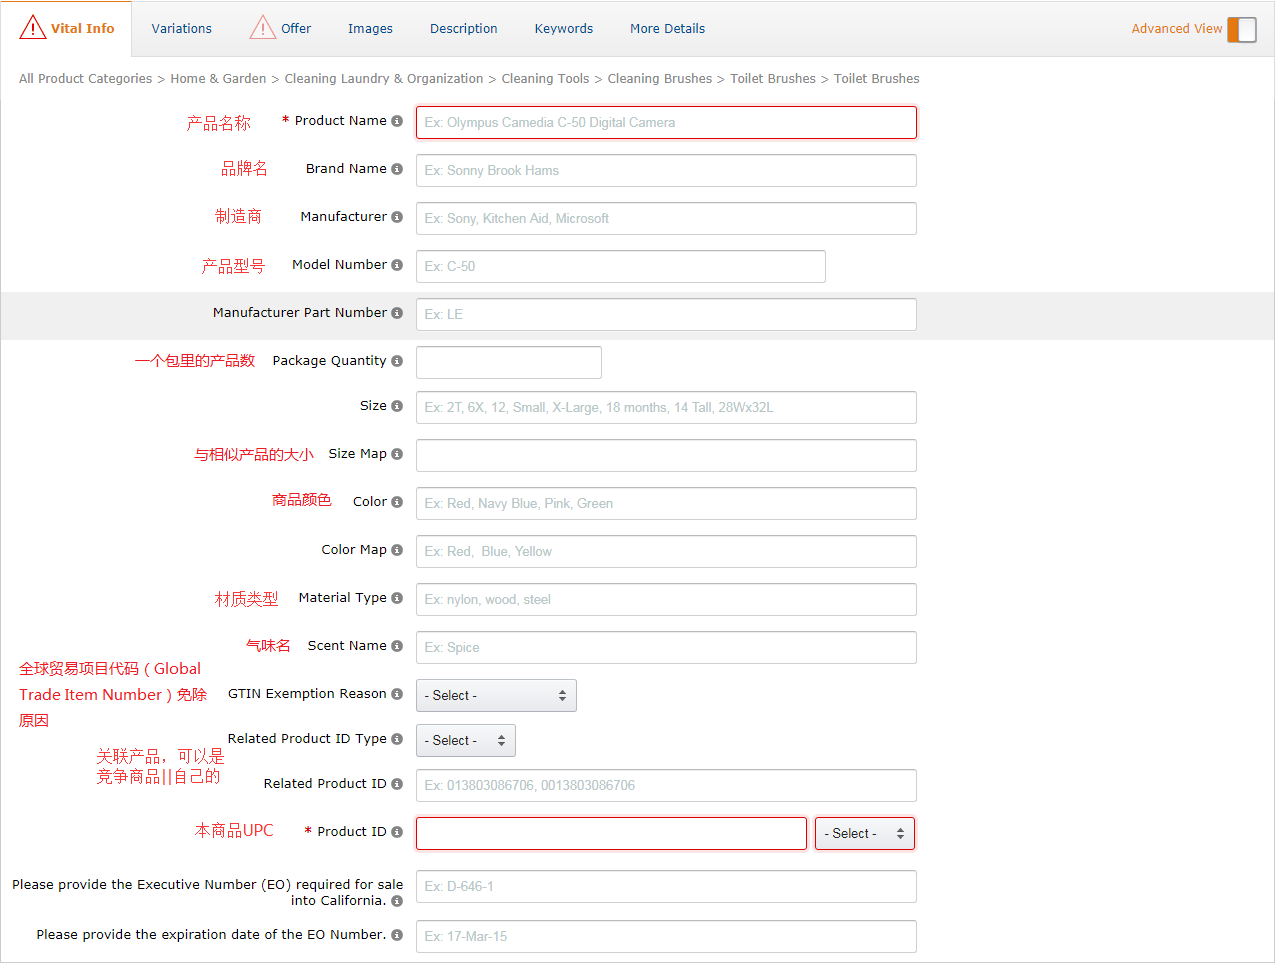 Vital Info
Variations
Offer
Images
Description
Keywords
More Details
Advanced View
All Product Categories > Home & Garden > Cleaning Laundry & Organization > Cleaning Tools > Cleaning Brushes > Toilet Brushes > Toilet Brushes
产品名称 * Product Name Ex: Olympus Camedia C-50 Digital Camera
品牌名 Brand Name Ex: Sonny Brook Hams
制造商 Manufacturer Ex: Sony, Kitchen Aid, Microsoft
产品型号 Model Number Ex: C-50
Manufacturer Part Number Ex: LE
一个包里的产品数 Package Quantity
Size Ex: 2T, 6X, 12, Small, X-Large, 18 months, 14 Tall, 28Wx32L
与相似产品的大小 Size Map
商品颜色 Color Ex: Red, Navy Blue, Pink, Green
Color Map Ex: Red,  Blue, Yellow
材质类型 Material Type Ex: nylon, wood, steel
气味名 Scent Name Ex: Spice
全球贸易项目代码（Global
Trade Item Number）免除
原因
GTIN Exemption Reason - Select -
Related Product ID Type - Select -
关联产品，可以是
竞争商品||自己的
Related Product ID Ex: 013803086706, 0013803086706
本商品UPC * Product ID - Select -
Please provide the Executive Number (EO) required for sale
into California.
Ex: D-646-1
Please provide the expiration date of the EO Number. Ex: 17-Mar-15